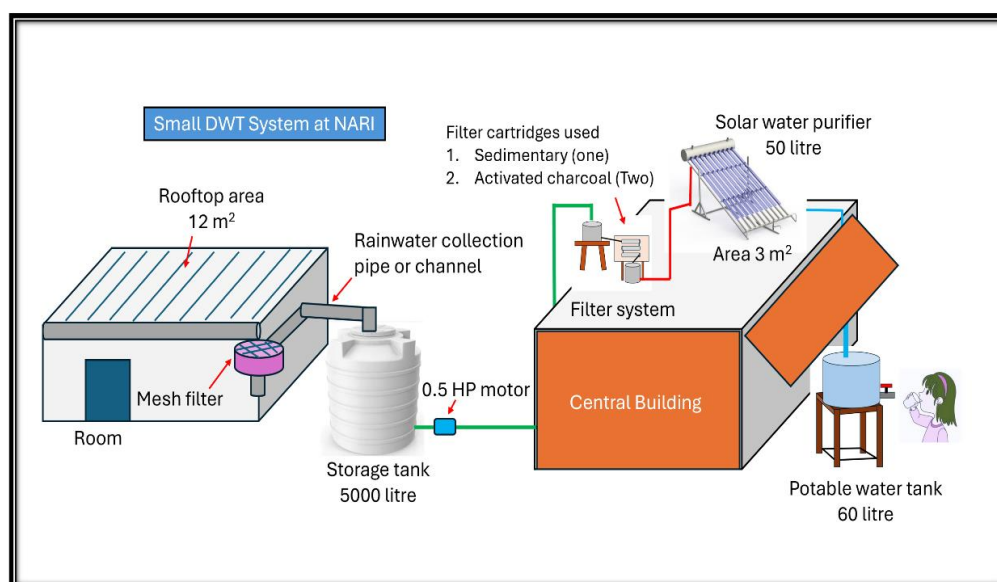 Small DWT System at NARI
Rooftop area
12 m²
Rainwater collection
pipe or channel
Mesh filter
Room
Storage tank
5000 litre
0.5 HP motor
Filter cartridges used
1. Sedimentary (one)
2. Activated charcoal (Two)
Solar water purifier
50 litre
Area 3 m²
Filter system
Central Building
Potable water tank
60 litre